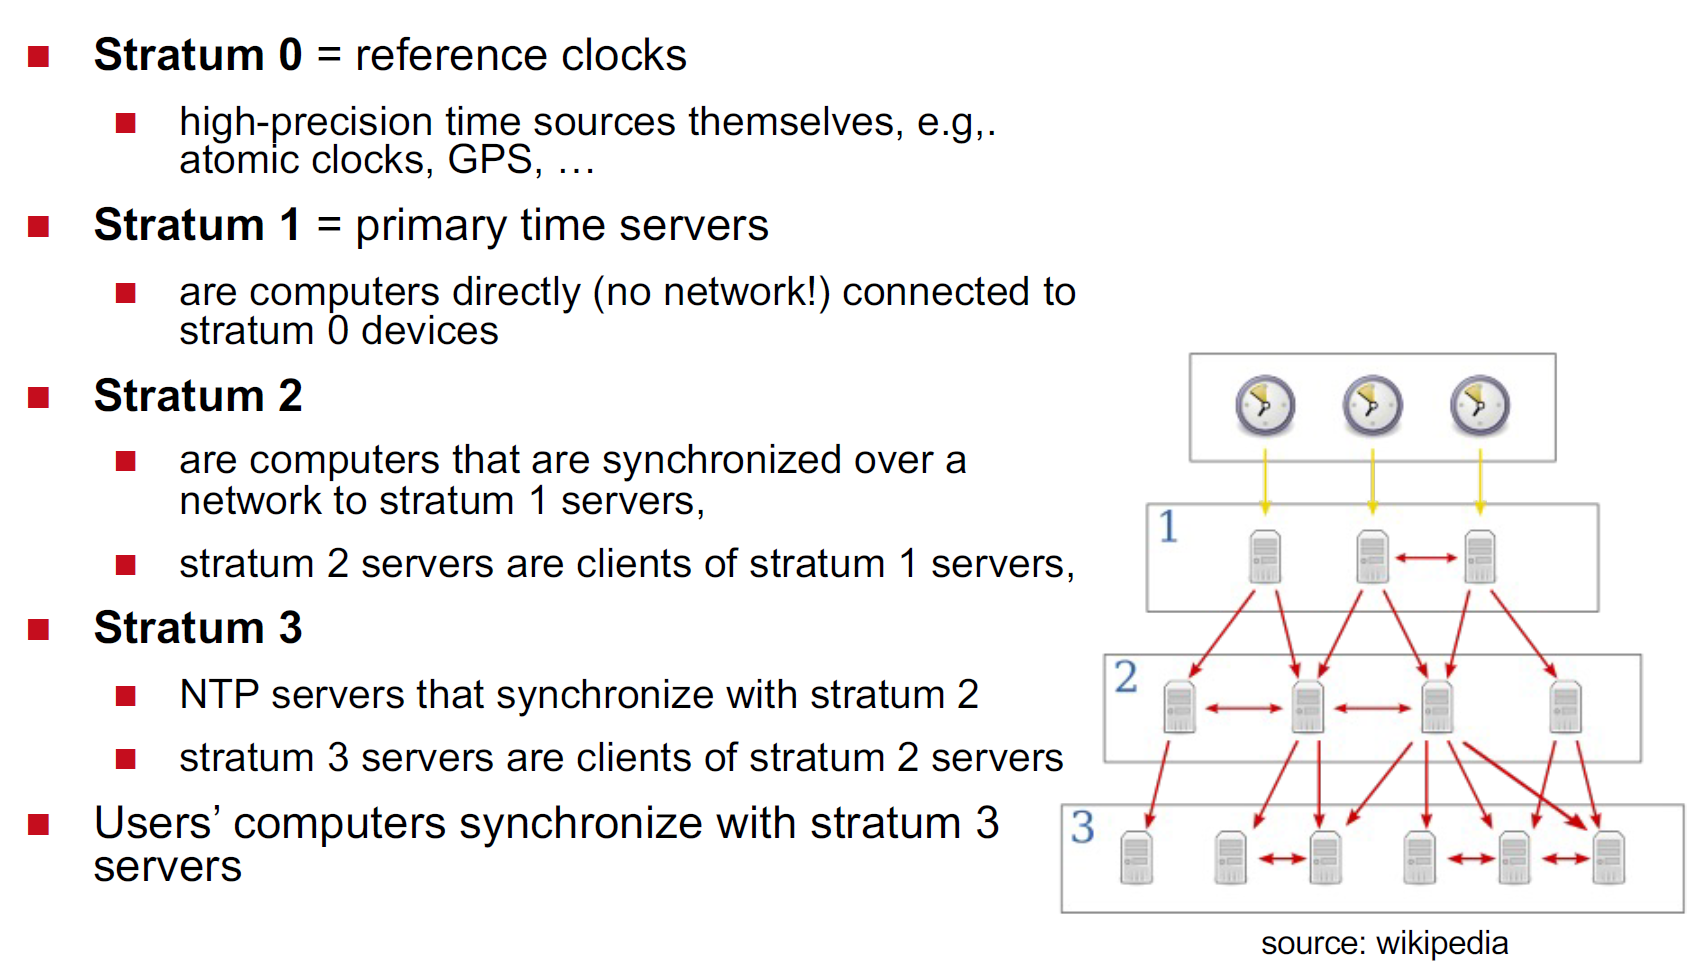 Stratum 0 = reference clocks
high-precision time sources themselves, e.g,.
atomic clocks, GPS, …
Stratum 1 = primary time servers
are computers directly (no network!) connected to
stratum 0 devices
Stratum 2
are computers that are synchronized over a
network to stratum 1 servers,
stratum 2 servers are clients of stratum 1 servers,
Stratum 3
NTP servers that synchronize with stratum 2
stratum 3 servers are clients of stratum 2 servers
Users’ computers synchronize with stratum 3
servers
1
2
3
source: wikipedia